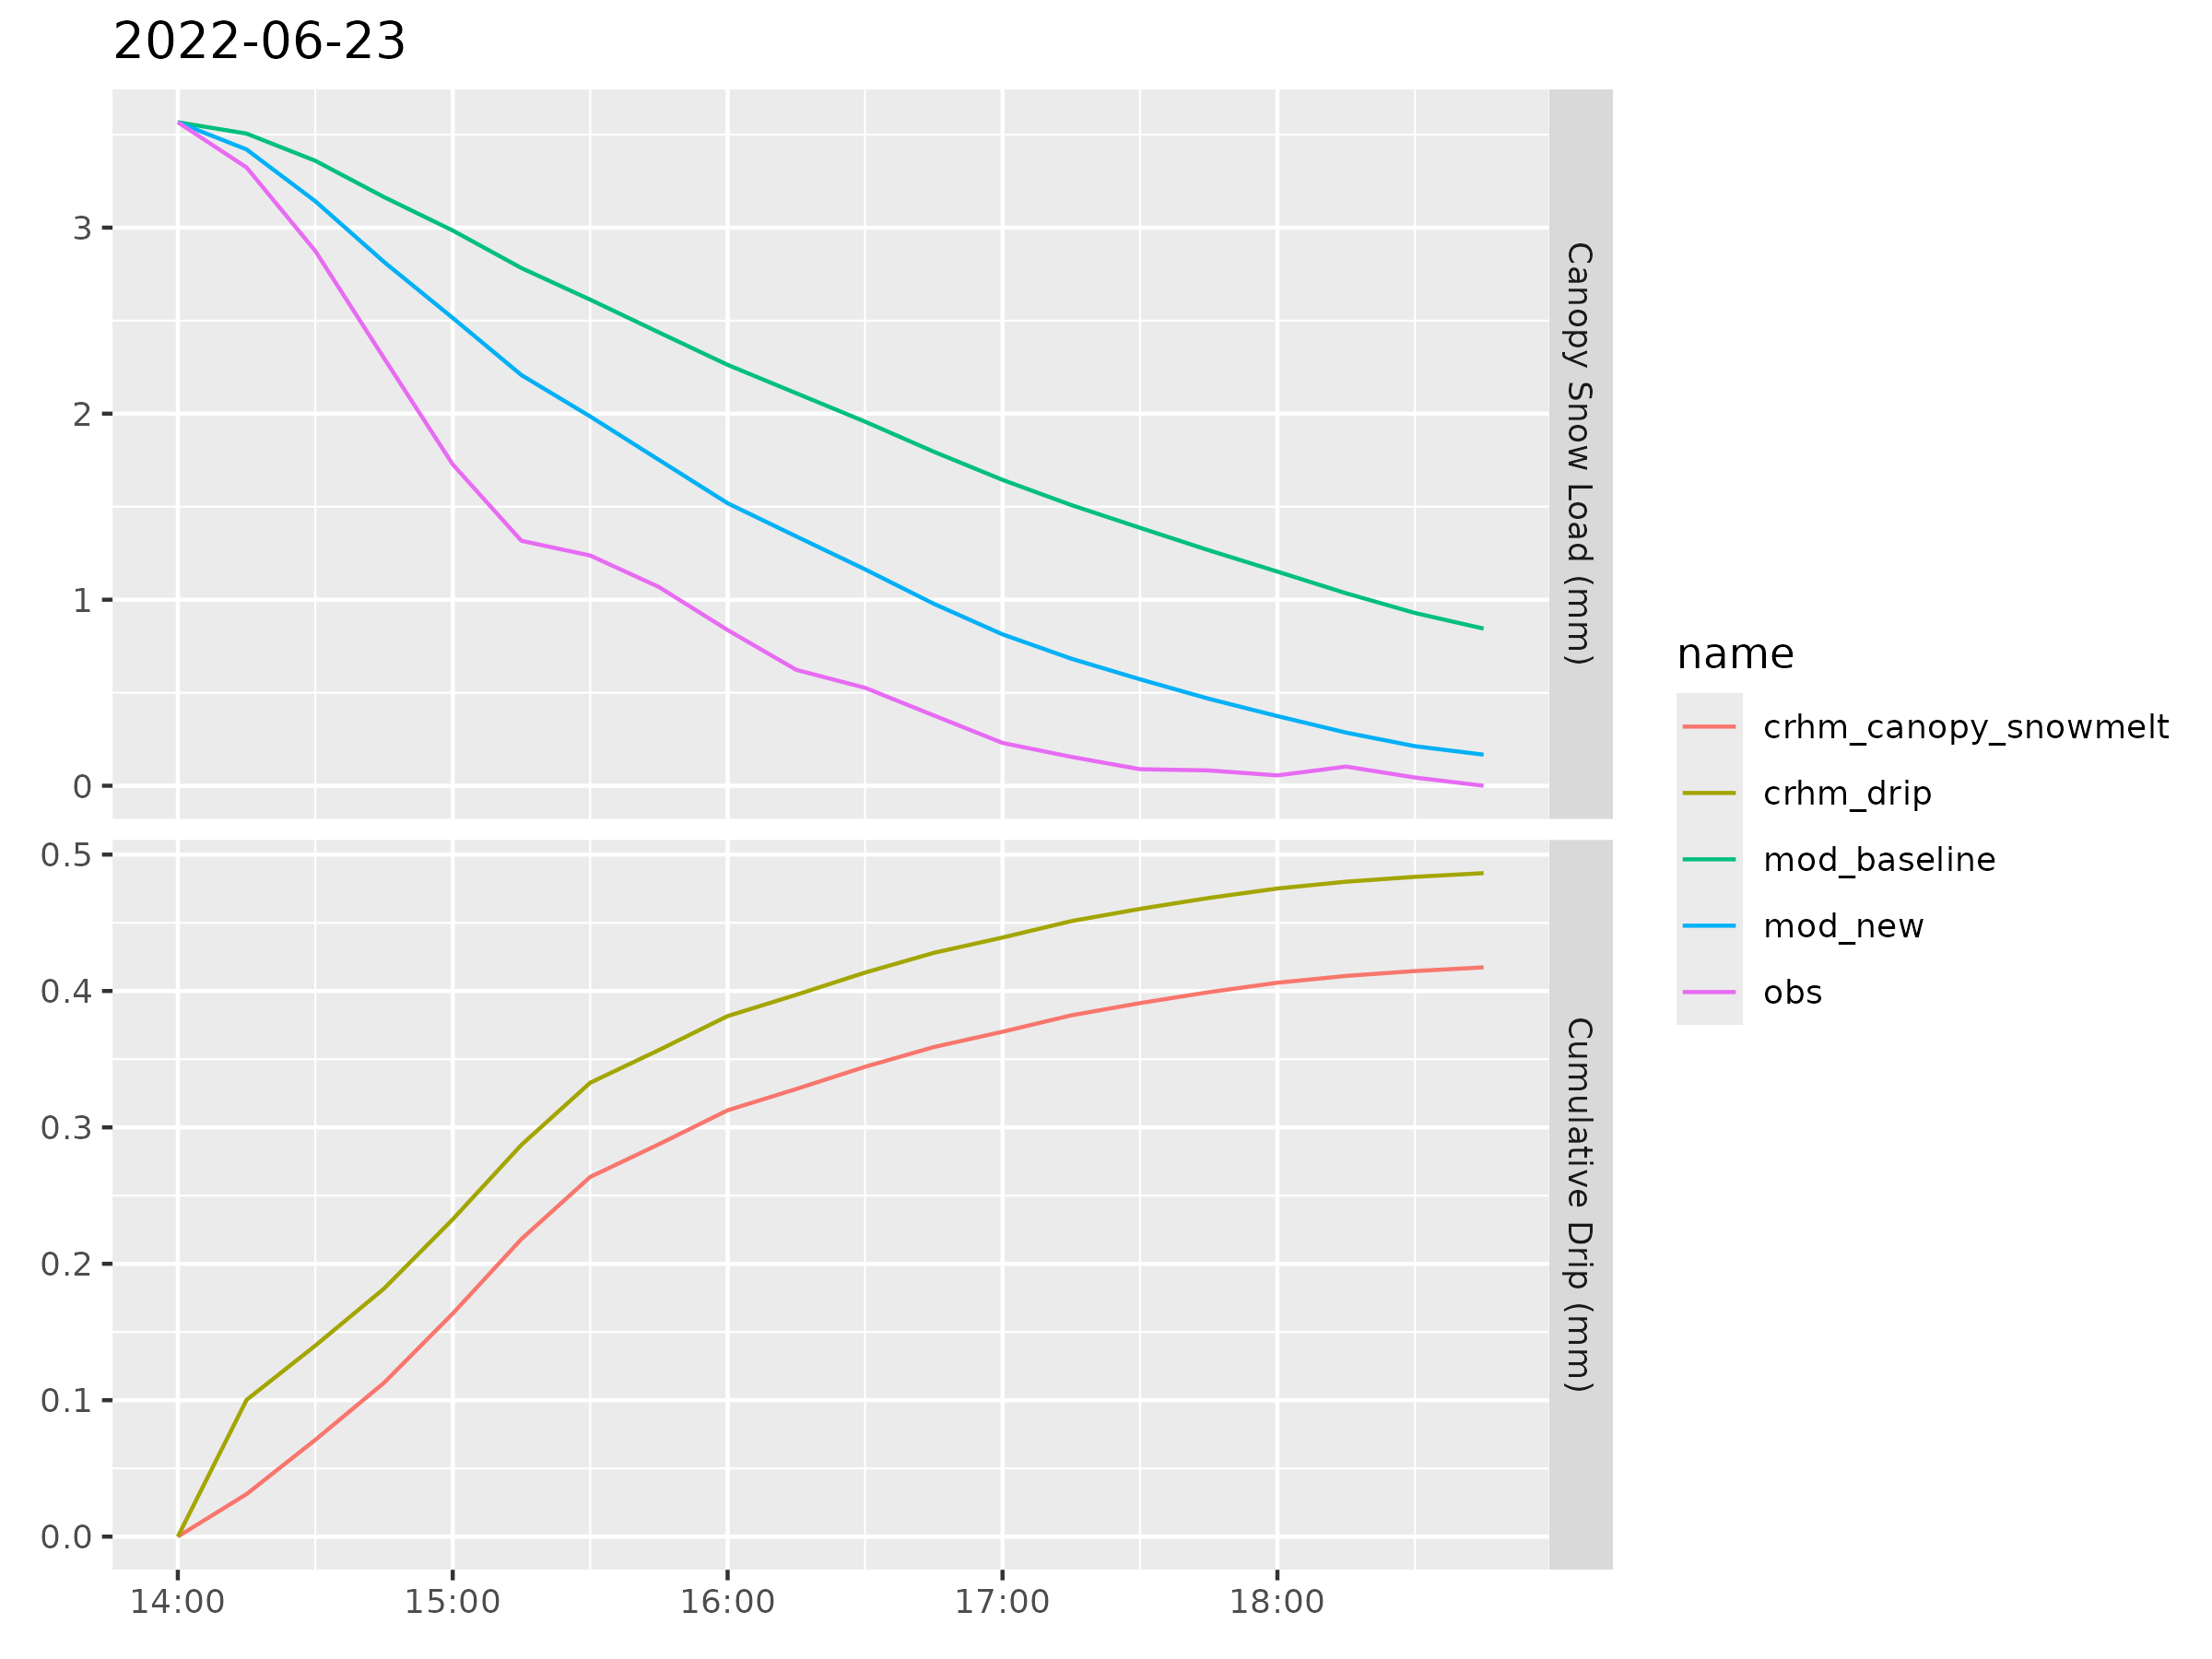 2022-06-23
3
2
1
0
Canopy Snow Load (mm)
0.5
0.4
0.3
0.2
0.1
0.0
Cumulative Drip (mm)
14:00 15:00 16:00 17:00 18:00
name
crhm_canopy_snowmelt
crhm_drip
mod_baseline
mod_new
obs